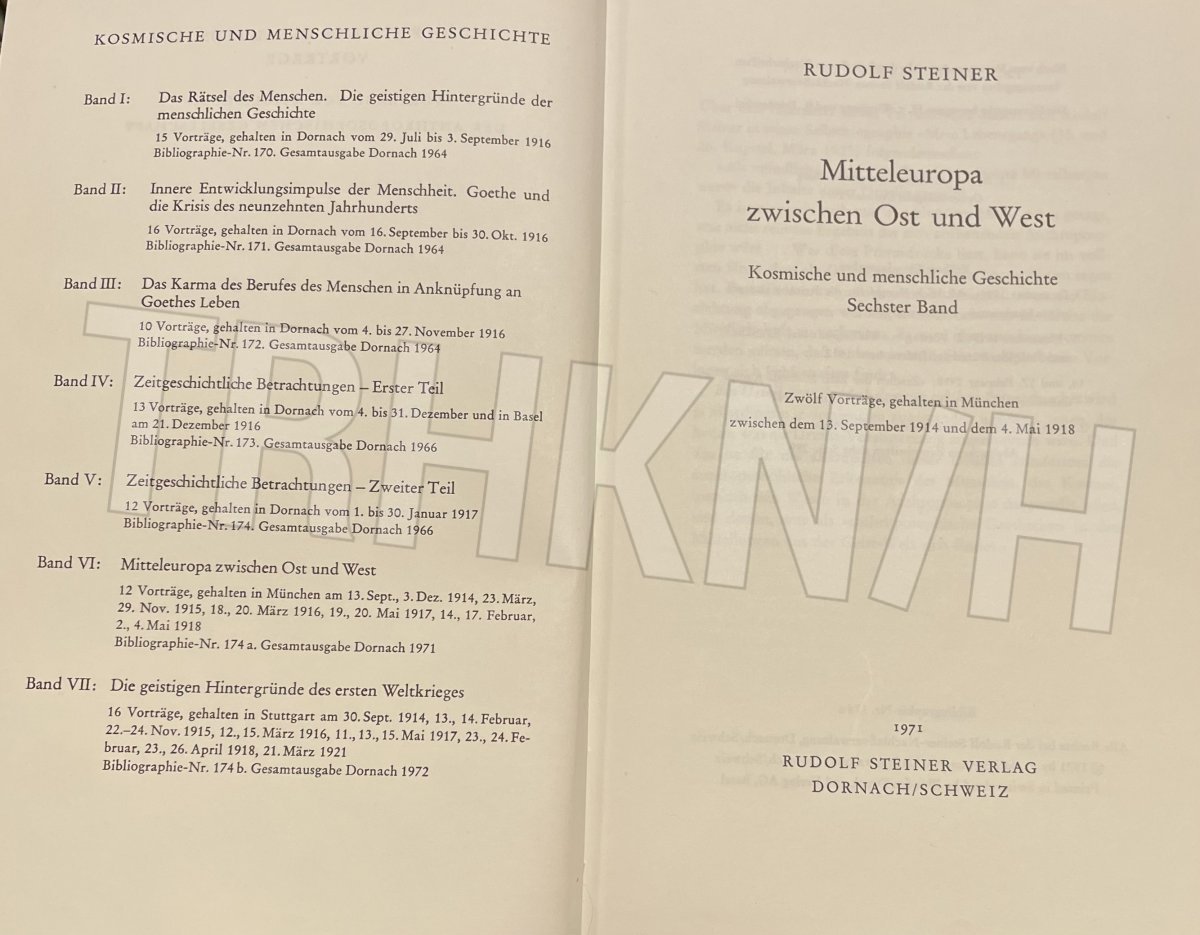 KOSMISCHE UND MENSCHLICHE GESCHICHTE
Band I: Das Rätsel des Menschen. Die geistigen Hintergründe der
menschlichen Geschichte
15 Vorträge, gehalten in Dornach vom 29. Juli bis 3. September 1916
Bibliographie-Nr. 170. Gesamtausgabe Dornach 1964
Band II: Innere Entwicklungsimpulse der Menschheit. Goethe und
die Krisis des neunzehnten Jahrhunderts
16 Vorträge, gehalten in Dornach vom 16. September bis 30. Okt. 1916
Bibliographie-Nr. 171. Gesamtausgabe Dornach 1964
Band III: Das Karma des Berufes des Menschen in Anknüpfung an
Goethes Leben
10 Vorträge, gehalten in Dornach vom 4. bis 27. November 1916
Bibliographie-Nr. 172. Gesamtausgabe Dornach 1964
Band IV: Zeitgeschichtliche Betrachtungen – Erster Teil
13 Vorträge, gehalten in Dornach vom 4. bis 31. Dezember und in Basel
am 21. Dezember 1916
Bibliographie-Nr. 173. Gesamtausgabe Dornach 1966
Band V: Zeitgeschichtliche Betrachtungen – Zweiter Teil
12 Vorträge, gehalten in Dornach vom 1. bis 30. Januar 1917
Bibliographie-Nr. 174. Gesamtausgabe Dornach 1966
Band VI: Mitteleuropa zwischen Ost und West
12 Vorträge, gehalten in München am 13. Sept., 3. Dez. 1914, 23. März,
29. Nov. 1915, 18., 20. März 1916, 19., 20. Mai 1917, 14., 17. Februar,
2., 4. Mai 1918
Bibliographie-Nr. 174a. Gesamtausgabe Dornach 1971
Band VII: Die geistigen Hintergründe des ersten Weltkrieges
16 Vorträge, gehalten in Stuttgart am 30. Sept. 1914, 13., 14. Februar,
22.–24. Nov. 1915, 12., 15. März 1916, 11., 13., 15. Mai 1917, 23., 24. Fe-
bruar, 23., 26. April 1918, 21. März 1921
Bibliographie-Nr. 174b. Gesamtausgabe Dornach 1972
RUDOLF STEINER
Mitteleuropa
zwischen Ost und West
Kosmische und menschliche Geschichte
Sechster Band
Zwölf Vorträge, gehalten in München
zwischen dem 13. September 1914 und dem 4. Mai 1918
1971
RUDOLF STEINER VERLAG
DORNACH/SCHWEIZ
TRHKN/H